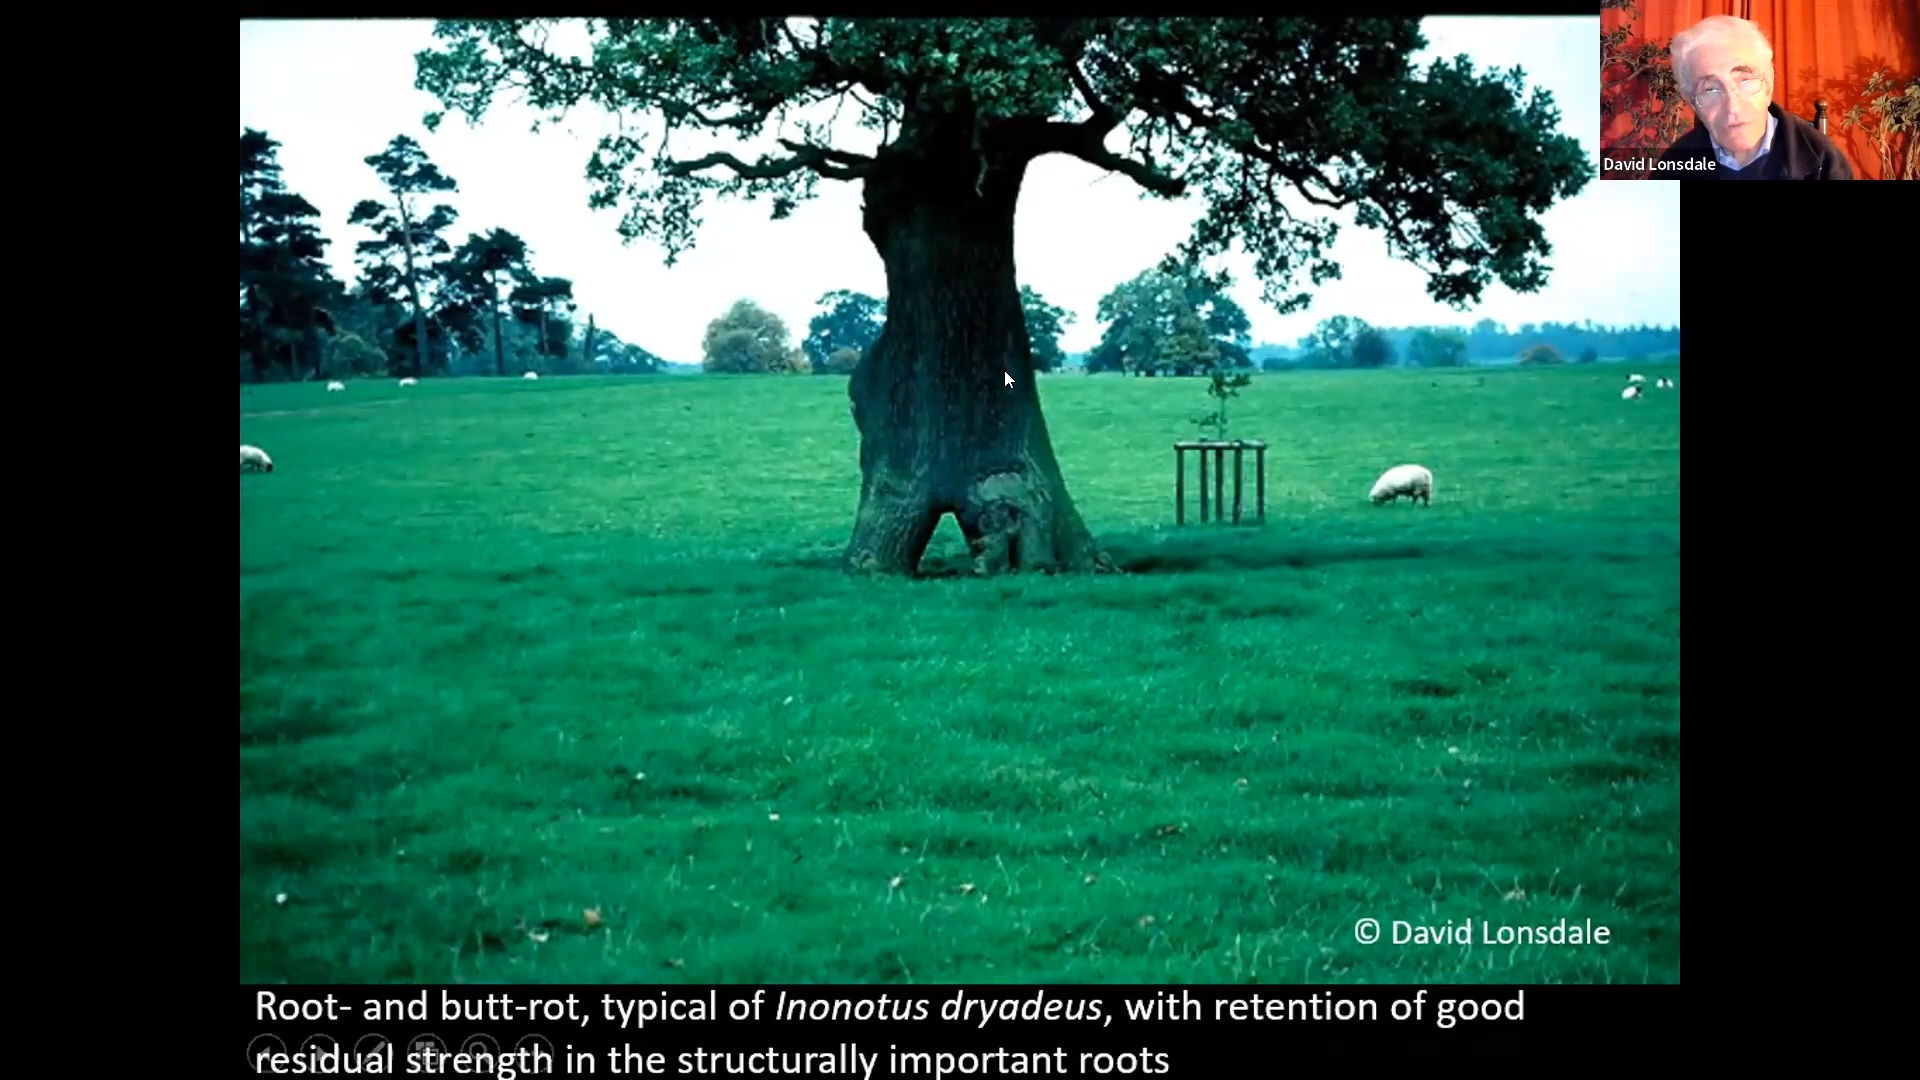 David Lonsdale
© David Lonsdale
Root- and butt-rot, typical of Inonotus dryadeus, with retention of good
residual strength in the structurally important roots